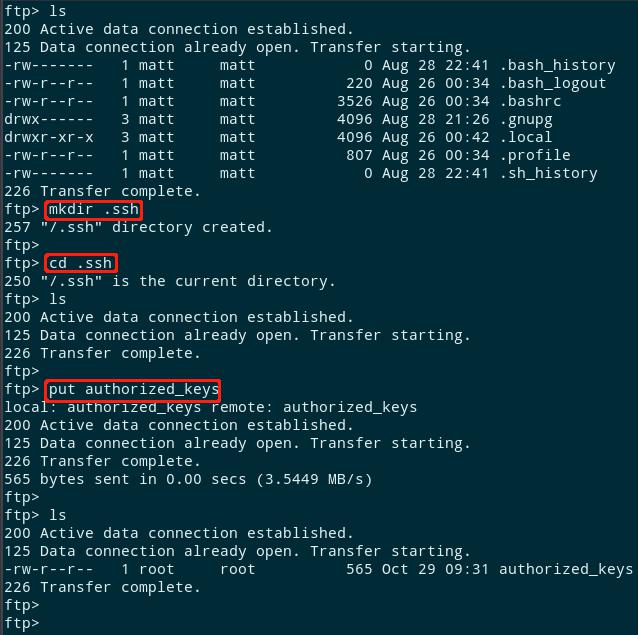 ftp> ls
200 Active data connection established.
125 Data connection already open. Transfer starting.
-rw-------   1 matt     matt            0 Aug 28 22:41 .bash_history
-rw-r--r--   1 matt     matt          220 Aug 26 00:34 .bash_logout
-rw-r--r--   1 matt     matt         3526 Aug 26 00:34 .bashrc
drwx------   3 matt     matt         4096 Aug 28 21:26 .gnupg
drwxr-xr-x   3 matt     matt         4096 Aug 26 00:42 .local
-rw-r--r--   1 matt     matt          807 Aug 26 00:34 .profile
-rw-------   1 matt     matt            0 Aug 28 22:41 .sh_history
226 Transfer complete.
ftp> mkdir .ssh
257 "/.ssh" directory created.
ftp>
ftp> cd .ssh
250 "/.ssh" is the current directory.
ftp> ls
200 Active data connection established.
125 Data connection already open. Transfer starting.
226 Transfer complete.
ftp>
ftp> put authorized_keys
local: authorized_keys remote: authorized_keys
200 Active data connection established.
125 Data connection already open. Transfer starting.
226 Transfer complete.
565 bytes sent in 0.00 secs (3.5449 MB/s)
ftp>
ftp> ls
200 Active data connection established.
125 Data connection already open. Transfer starting.
-rw-r--r--   1 root     root          565 Oct 29 09:31 authorized_keys
226 Transfer complete.
ftp>
ftp>